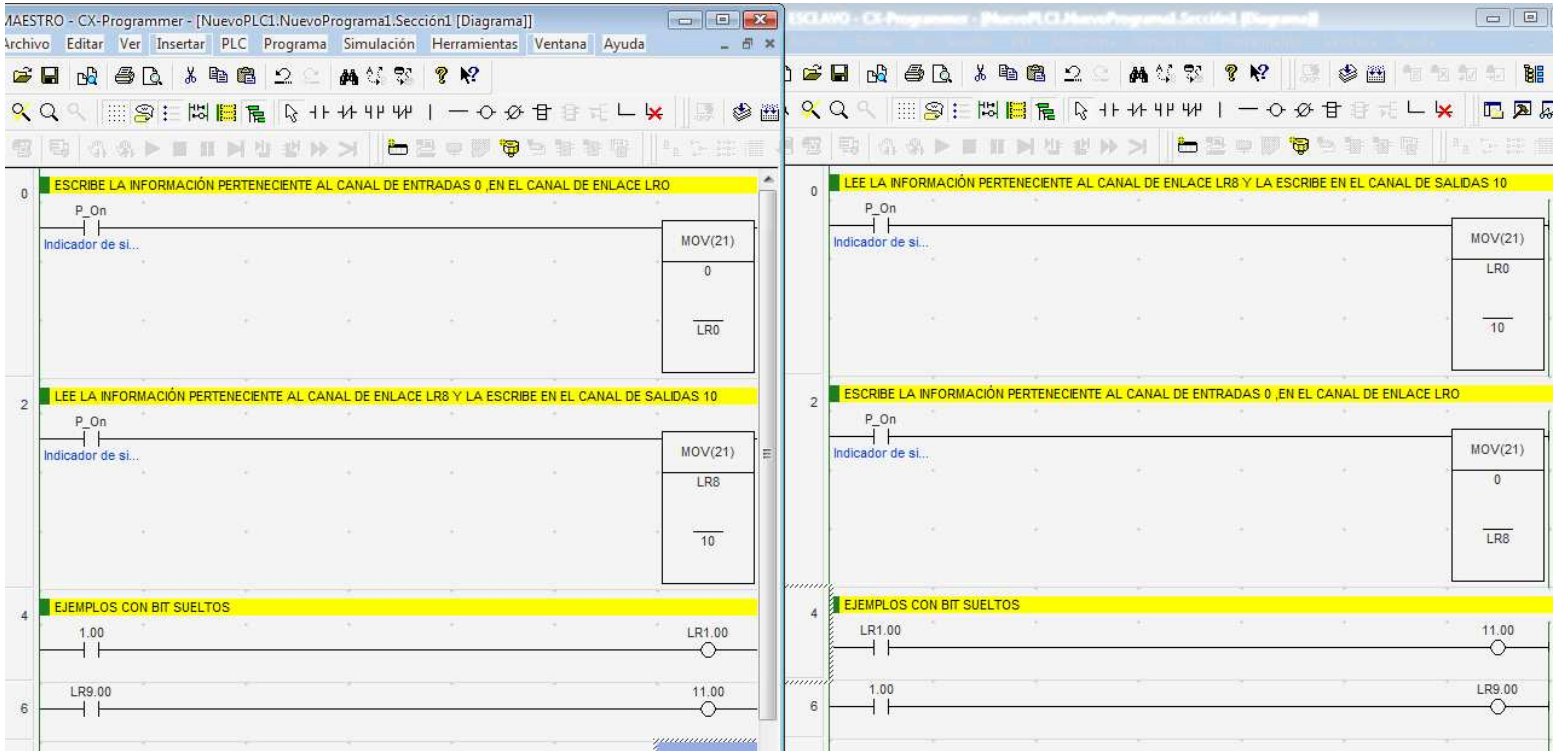 MAESTRO - CX-Programmer - [NuevoPLC1.NuevoPrograma1.Sección1 [Diagrama]]
Archivo Editar Ver Insertar PLC Programa Simulación Herramientas Ventana Ayuda
0
ESCRIBE LA INFORMACIÓN PERTENECIENTE AL CANAL DE ENTRADAS 0 ,EN EL CANAL DE ENLACE LRO
P_On
Indicador de si...
MOV(21)
0
LR0
2
LEE LA INFORMACIÓN PERTENECIENTE AL CANAL DE ENLACE LR8 Y LA ESCRIBE EN EL CANAL DE SALIDAS 10
P_On
Indicador de si...
MOV(21)
LR8
10
4
EJEMPLOS CON BIT SUELTOS
1.00
LR1.00
6
LR9.00
11.00
ESCLAVO - CX-Programmer - [NuevoPLC1.NuevoPrograma1.Sección1 [Diagrama]]
0
LEE LA INFORMACIÓN PERTENECIENTE AL CANAL DE ENLACE LR8 Y LA ESCRIBE EN EL CANAL DE SALIDAS 10
P_On
Indicador de si...
MOV(21)
LR0
10
2
ESCRIBE LA INFORMACIÓN PERTENECIENTE AL CANAL DE ENTRADAS 0 ,EN EL CANAL DE ENLACE LRO
P_On
Indicador de si...
MOV(21)
0
LR8
4
EJEMPLOS CON BIT SUELTOS
LR1.00
11.00
6
1.00
LR9.00